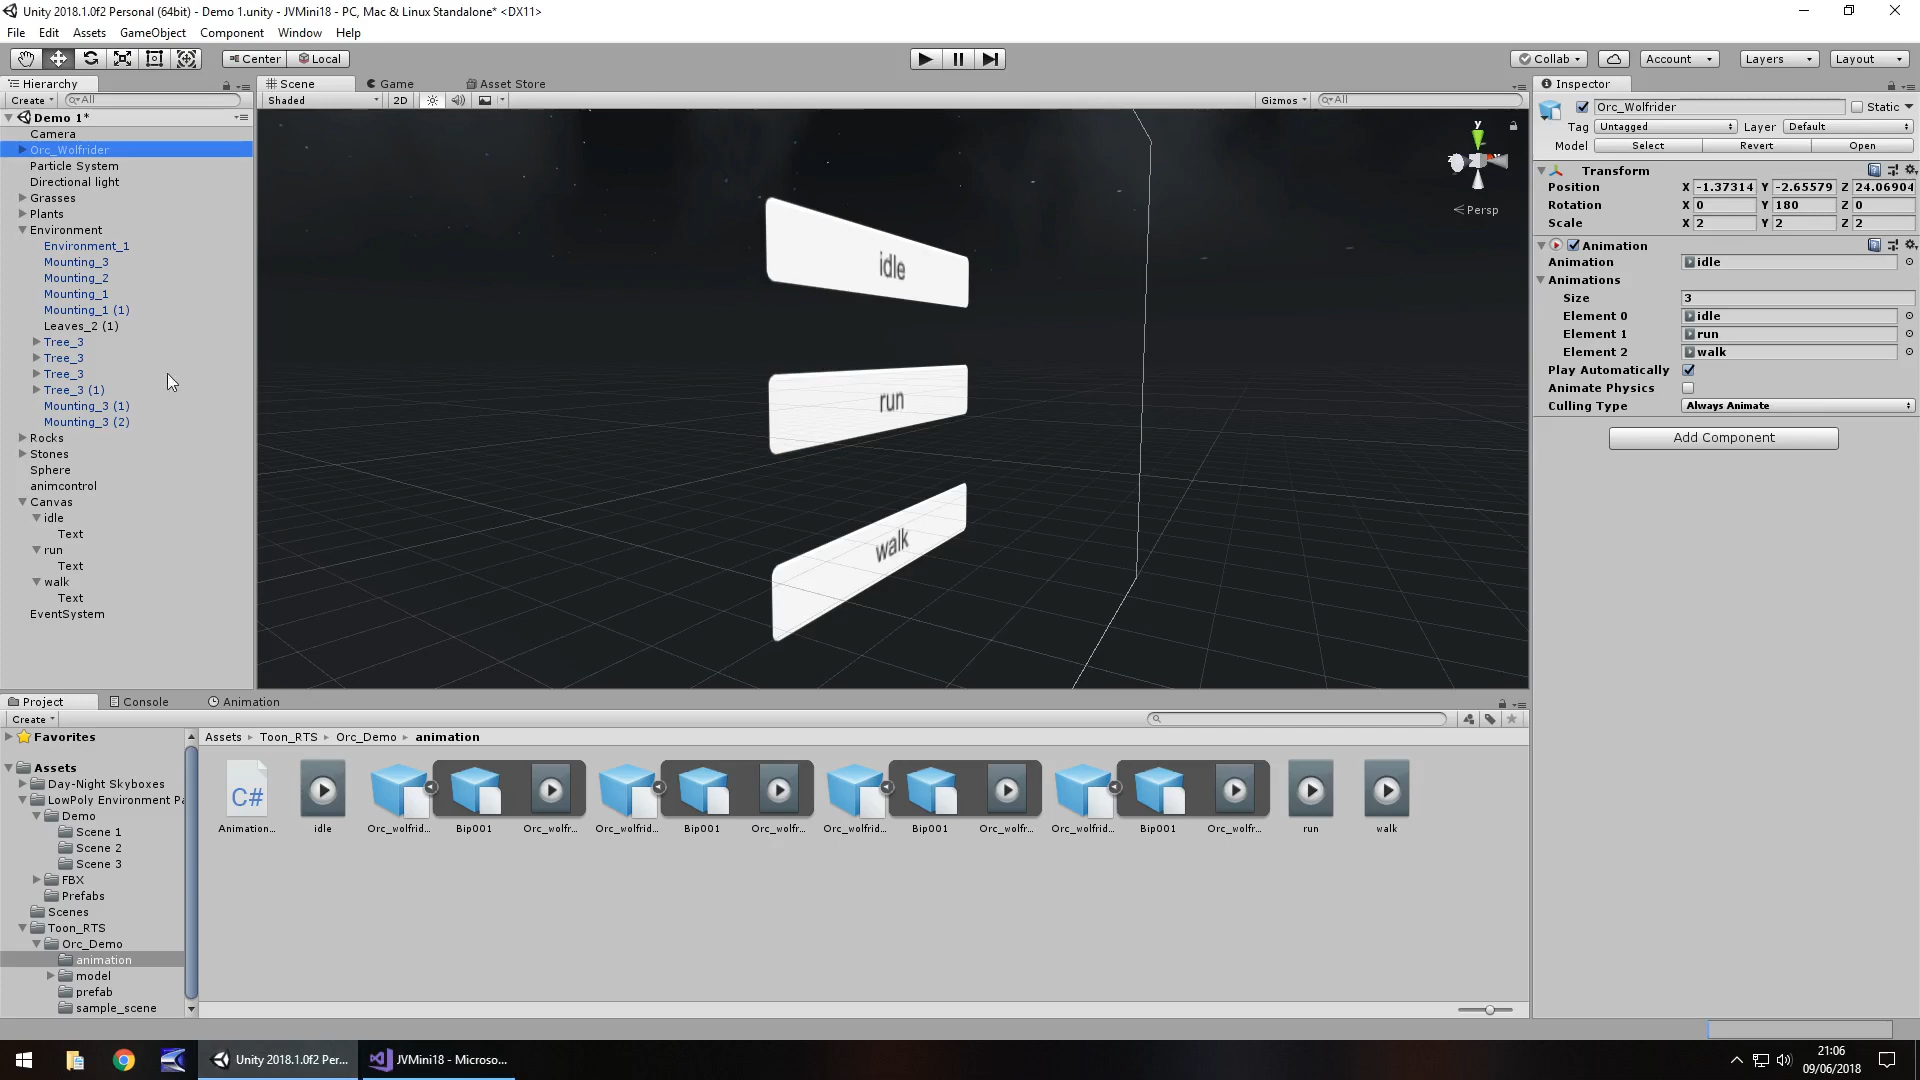 Unity 2018.1.0f2 Personal (64bit) - Demo 1.unity - JVMini18 - PC, Mac & Linux Standalone* <DX11>
File Edit Assets GameObject Component Window Help
Center Local Collab Account Layers Layout
Hierarchy Scene Game Asset Store Inspector
Create All Shaded 2D Gizmos All
Orc_Wolfrider Static
Tag Untagged Layer Default
Model Select Revert Open
Demo 1*
Camera
Orc_Wolfrider
Particle System
Directional light
Grasses
Plants
Environment
Environment_1
Mounting_3
Mounting_2
Mounting_1
Mounting_1 (1)
Leaves_2 (1)
Tree_3
Tree_3
Tree_3
Tree_3 (1)
Mounting_3 (1)
Mounting_3 (2)
Rocks
Stones
Sphere
animcontrol
Canvas
idle
Text
run
Text
walk
Text
EventSystem
idle
run
walk
y
Persp
Transform
Position X -1.37314 Y -2.65579 Z 24.06904
Rotation X 0 Y 180 Z 0
Scale X 2 Y 2 Z 2
Animation
Animation idle
Animations
Size 3
Element 0 idle
Element 1 run
Element 2 walk
Play Automatically
Animate Physics
Culling Type Always Animate
Add Component
Project Console Animation
Create
Favorites
Assets
Day-Night Skyboxes
LowPoly Environment Pa
Demo
Scene 1
Scene 2
Scene 3
FBX
Prefabs
Scenes
Toon_RTS
Orc_Demo
animation
model
prefab
sample_scene
Assets Toon_RTS Orc_Demo animation
C#
Animation... idle Orc_wolfrid... Bip001 Orc_wolfr... Orc_wolfrid... Bip001 Orc_wolfr... Orc_wolfrid... Bip001 Orc_wolfr... Orc_wolfrid... Bip001 Orc_wolfr... run walk
Unity 2018.1.0f2 Per... JVMini18 - Microso...
21:06
09/06/2018